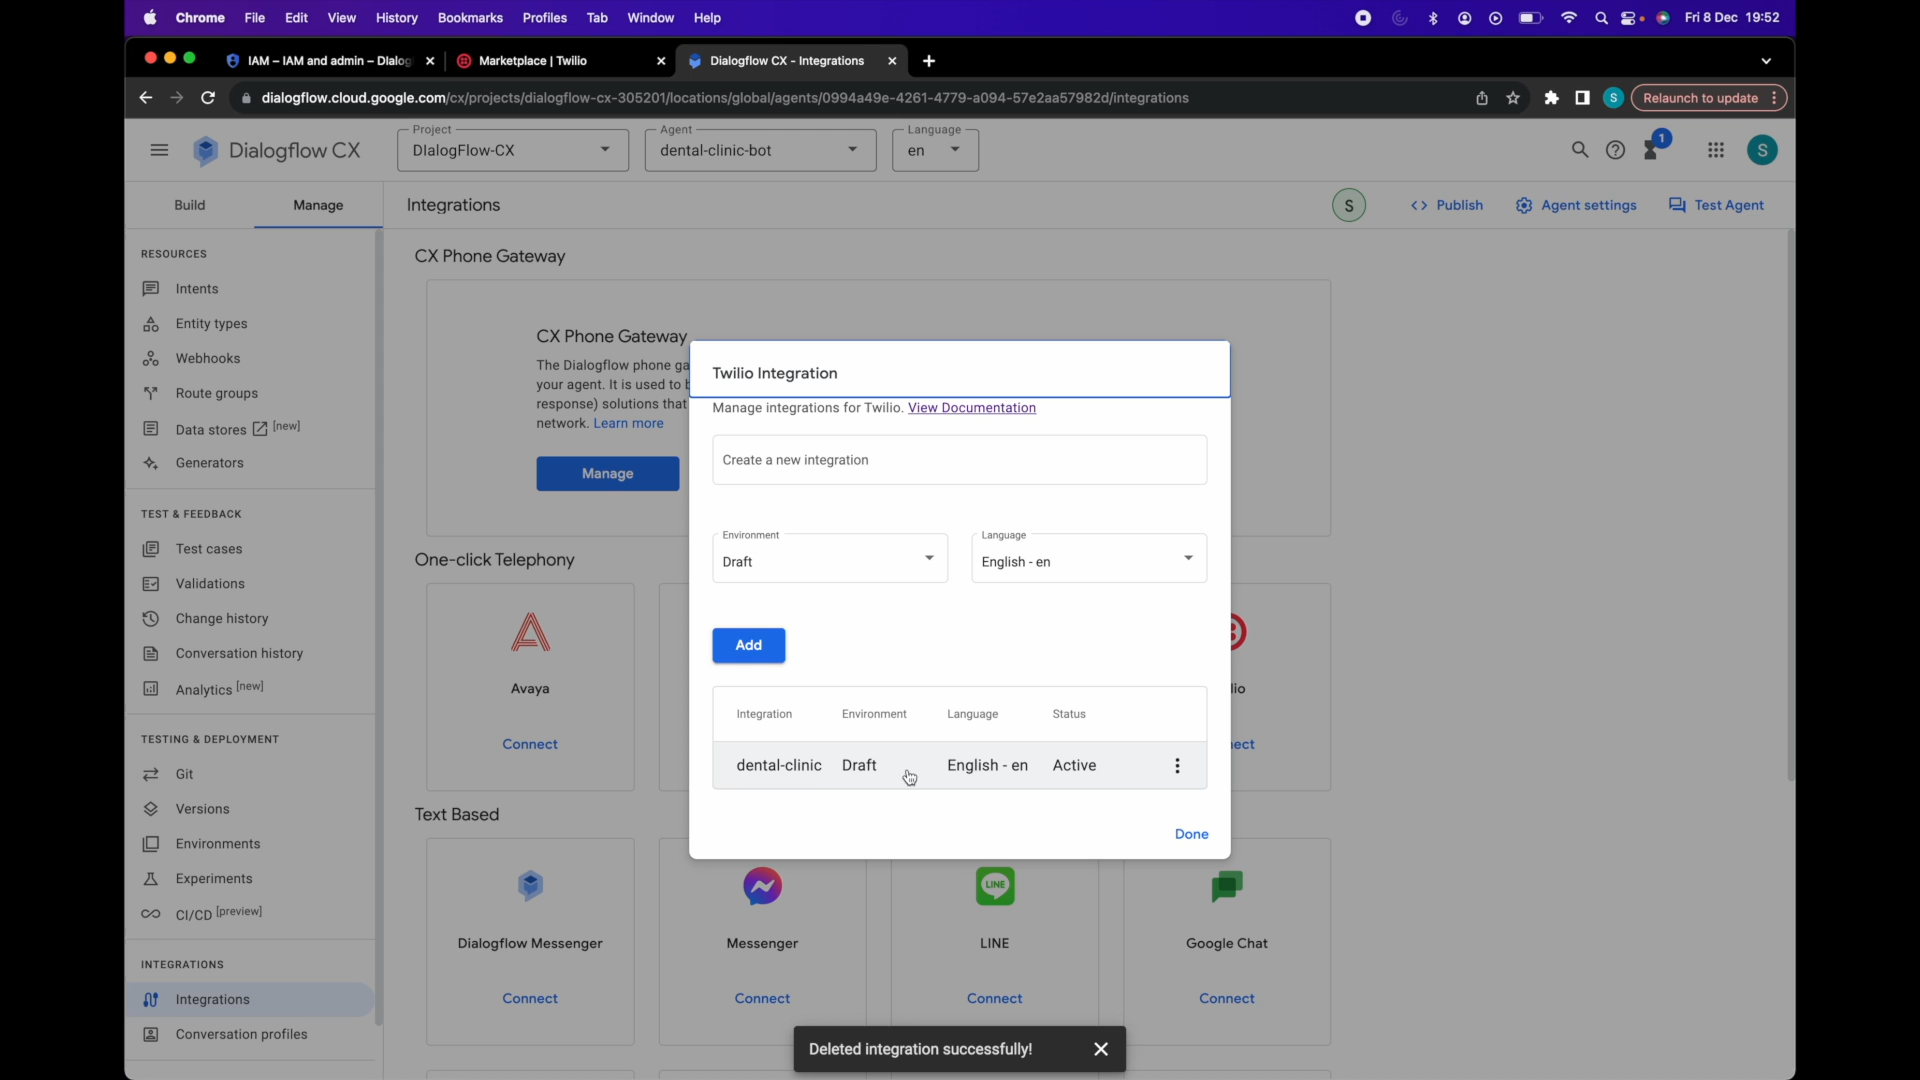 Chrome File Edit View History Bookmarks Profiles Tab Window Help Fri 8 Dec 19:52
IAM – IAM and admin – Dialog Marketplace | Twilio Dialogflow CX - Integrations
dialogflow.cloud.google.com/cx/projects/dialogflow-cx-305201/locations/global/agents/0994a49e-4261-4779-a094-57e2aa57982d/integrations S Relaunch to update
Dialogflow CX
Project
DIalogFlow-CX
Agent
dental-clinic-bot
Language
en
1
S
Build Manage
Integrations
S
Publish Agent settings Test Agent
RESOURCES
Intents
Entity types
Webhooks
Route groups
Data stores [new]
Generators
TEST & FEEDBACK
Test cases
Validations
Change history
Conversation history
Analytics [new]
TESTING & DEPLOYMENT
Git
Versions
Environments
Experiments
CI/CD [preview]
INTEGRATIONS
Integrations
Conversation profiles
CX Phone Gateway
CX Phone Gateway
The Dialogflow phone ga
your agent. It is used to b
response) solutions that
network. Learn more
Manage
One-click Telephony
Avaya
Connect
lio
ect
Twilio Integration
Manage integrations for Twilio. View Documentation
Create a new integration
Environment
Draft
Language
English - en
Add
Integration Environment Language Status
dental-clinic Draft English - en Active
Done
Text Based
Dialogflow Messenger
Connect
Messenger
Connect
LINE
LINE
Connect
Google Chat
Connect
Deleted integration successfully!